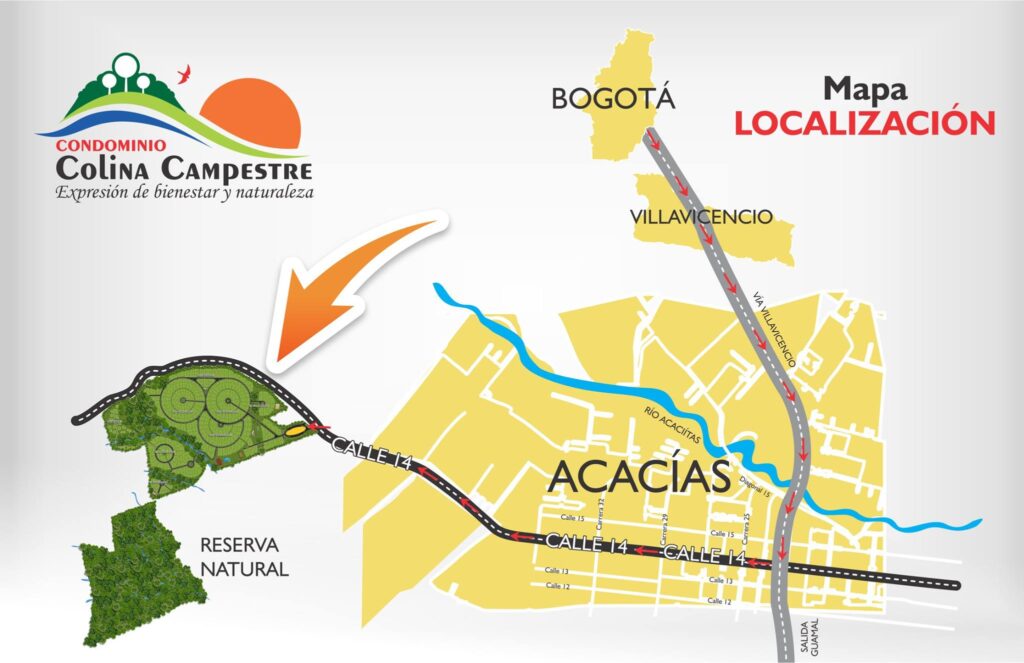 CONDOMINIO
COLINA CAMPESTRE
Expresión de bienestar y naturaleza
Mapa
LOCALIZACIÓN
BOGOTÁ
VILLAVICENCIO
VÍA VILLAVICENCIO
RÍO ACACIÍTAS
ACACÍAS
Diagonal 15
CALLE 14
Calle 15
Carrera 32
Carrera 29
Carrera 25
Calle 15
CALLE 14
CALLE 14
Calle 13
Calle 13
Calle 12
Calle 12
RESERVA
NATURAL
SALIDA
GUAMAL